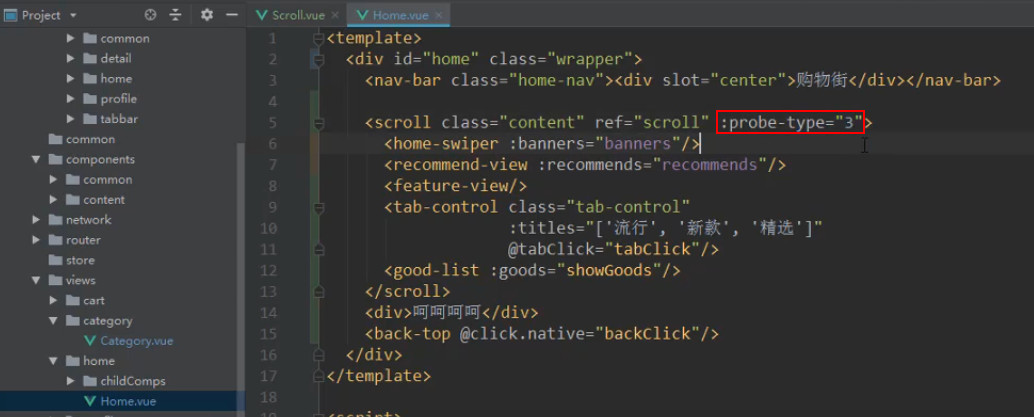 Project
Scroll.vue
Home.vue
common
detail
home
profile
tabbar
common
components
common
content
network
router
store
views
cart
category
Category.vue
home
childComps
Home.vue
1 <template>
2 <div id="home" class="wrapper">
3 <nav-bar class="home-nav"><div slot="center">购物街</div></nav-bar>
4
5 <scroll class="content" ref="scroll" :probe-type="3">
6 <home-swiper :banners="banners"/>
7 <recommend-view :recommends="recommends"/>
8 <feature-view/>
9 <tab-control class="tab-control"
10 :titles="['流行', '新款', '精选']"
11 @tabClick="tabClick"/>
12 <good-list :goods="showGoods"/>
13 </scroll>
14 <div>呵呵呵呵</div>
15 <back-top @click.native="backClick"/>
16 </div>
17 </template>
18
<script>